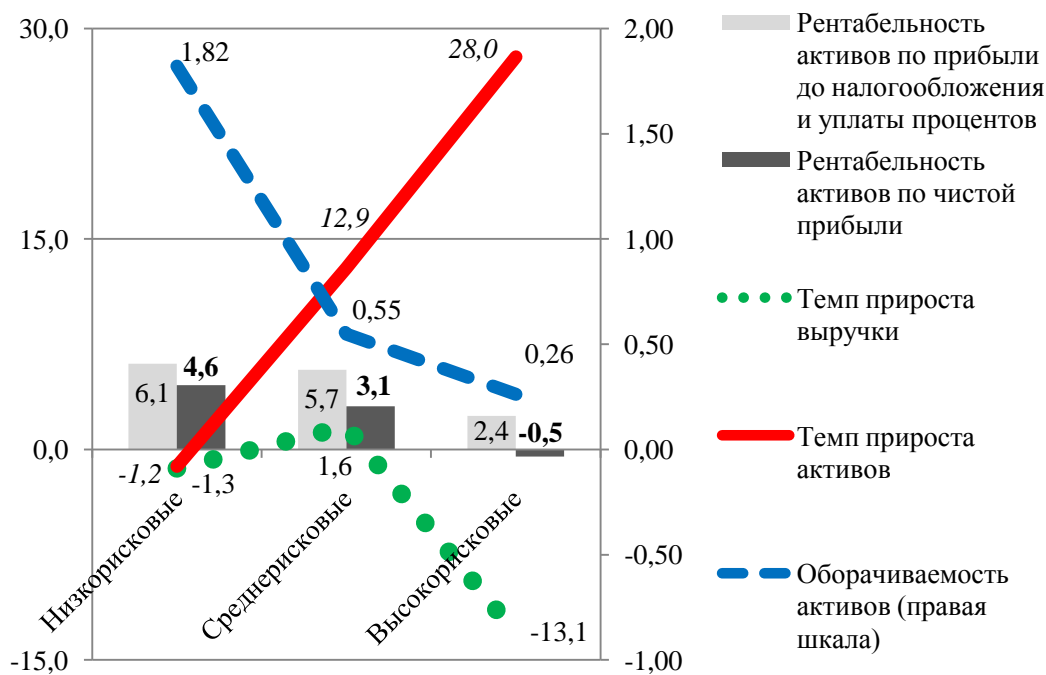 30,0
15,0
0,0
-15,0
1,82
28,0
12,9
0,55
0,26
6,1
4,6
5,7
3,1
2,4
-0,5
-1,2
-1,3
1,6
-13,1
Низкорисковые
Среднерисковые
Высокорисковые
2,00
1,50
1,00
0,50
0,00
-0,50
-1,00
Рентабельность
активов по прибыли
до налогообложения
и уплаты процентов
Рентабельность
активов по чистой
прибыли
Темп прироста
выручки
Темп прироста
активов
Оборачиваемость
активов (правая
шкала)